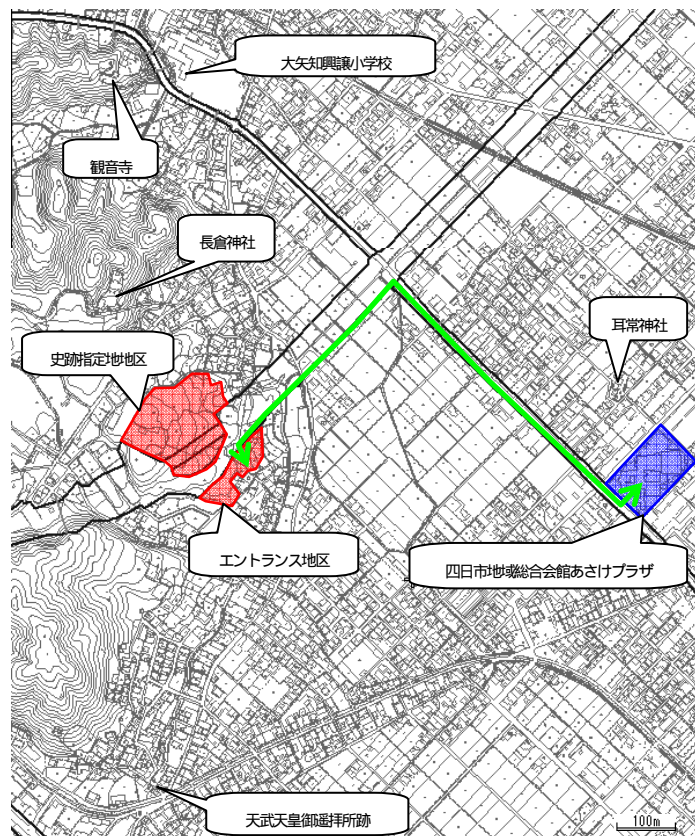 大矢知興譲小学校
観音寺
長倉神社
耳常神社
史跡指定地地区
エントランス地区
四日市地域総合会館あさけプラザ
天武天皇御遥拝所跡
100m